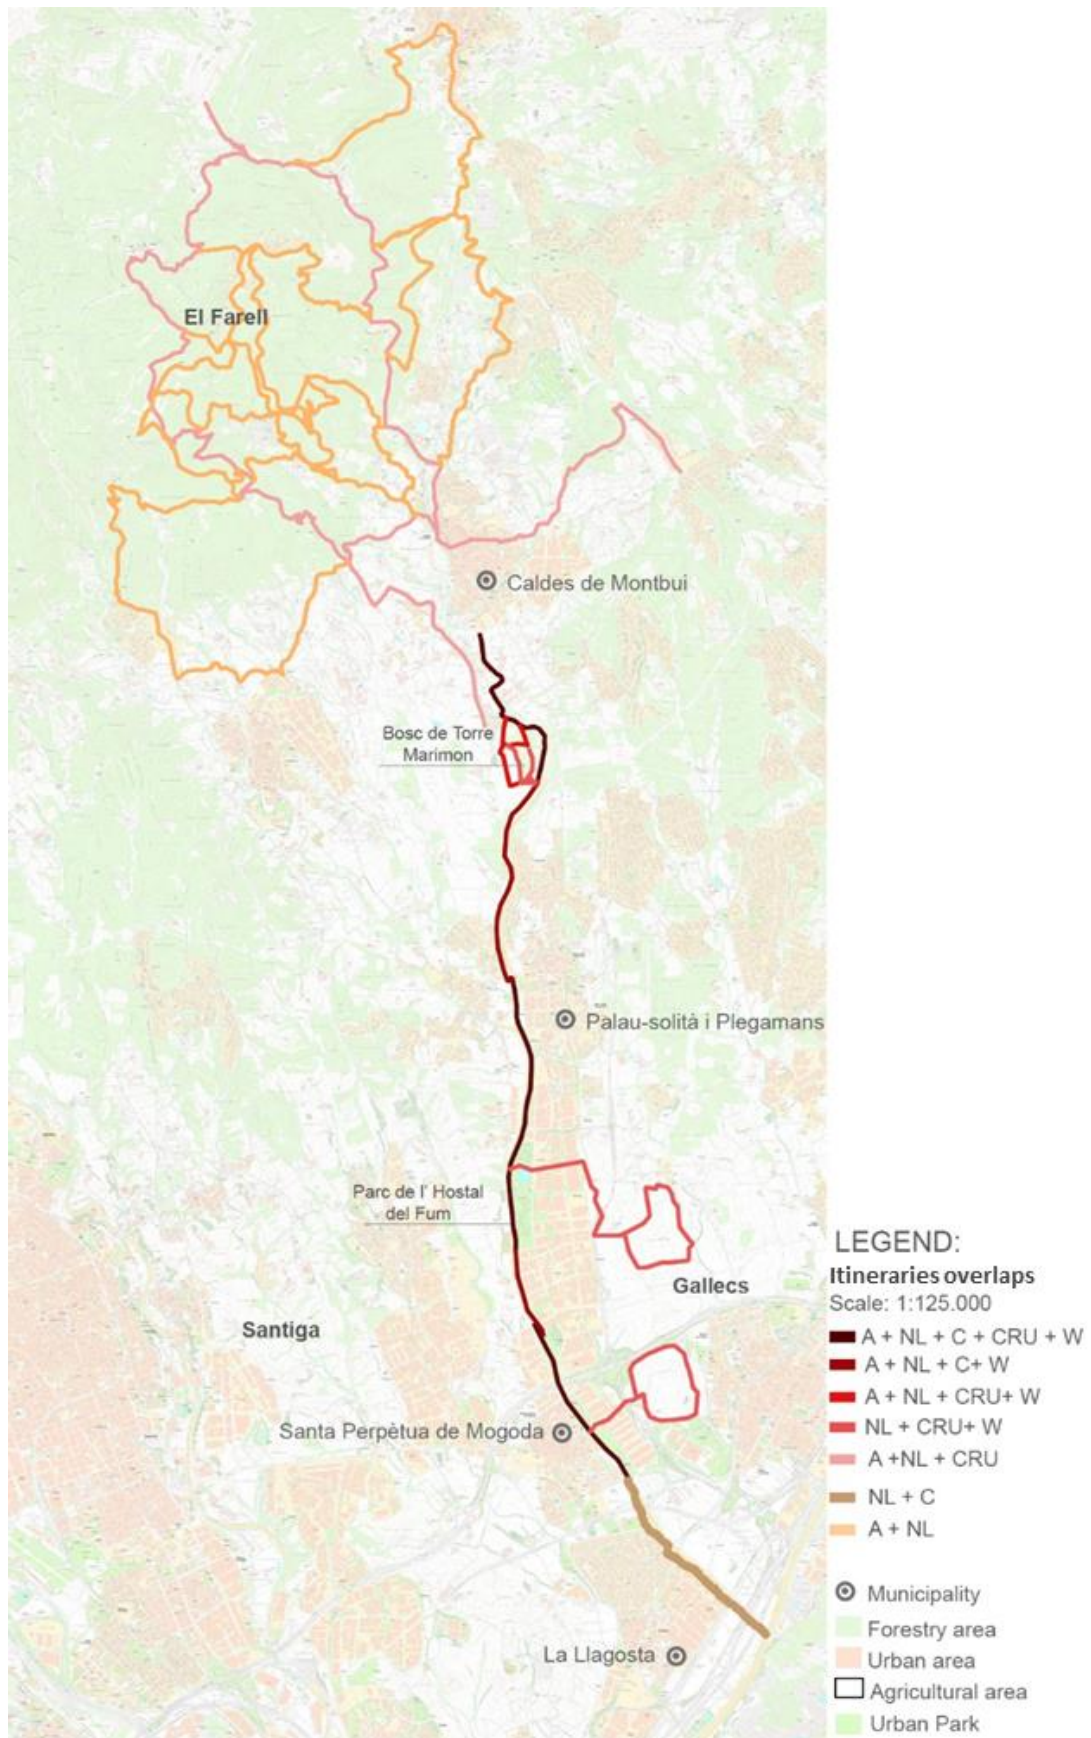 El Farell
Caldes de Montbui
Bosc de Torre
Marimon
Palau-solità i Plegamans
Parc de l' Hostal
del Fum
Gallecs
Santiga
Santa Perpètua de Mogoda
La Llagosta
LEGEND:
Itineraries overlaps
Scale: 1:125.000
A + NL + C + CRU + W
A + NL + C+ W
A + NL + CRU+ W
NL + CRU+ W
A +NL + CRU
NL + C
A + NL
Municipality
Forestry area
Urban area
Agricultural area
Urban Park